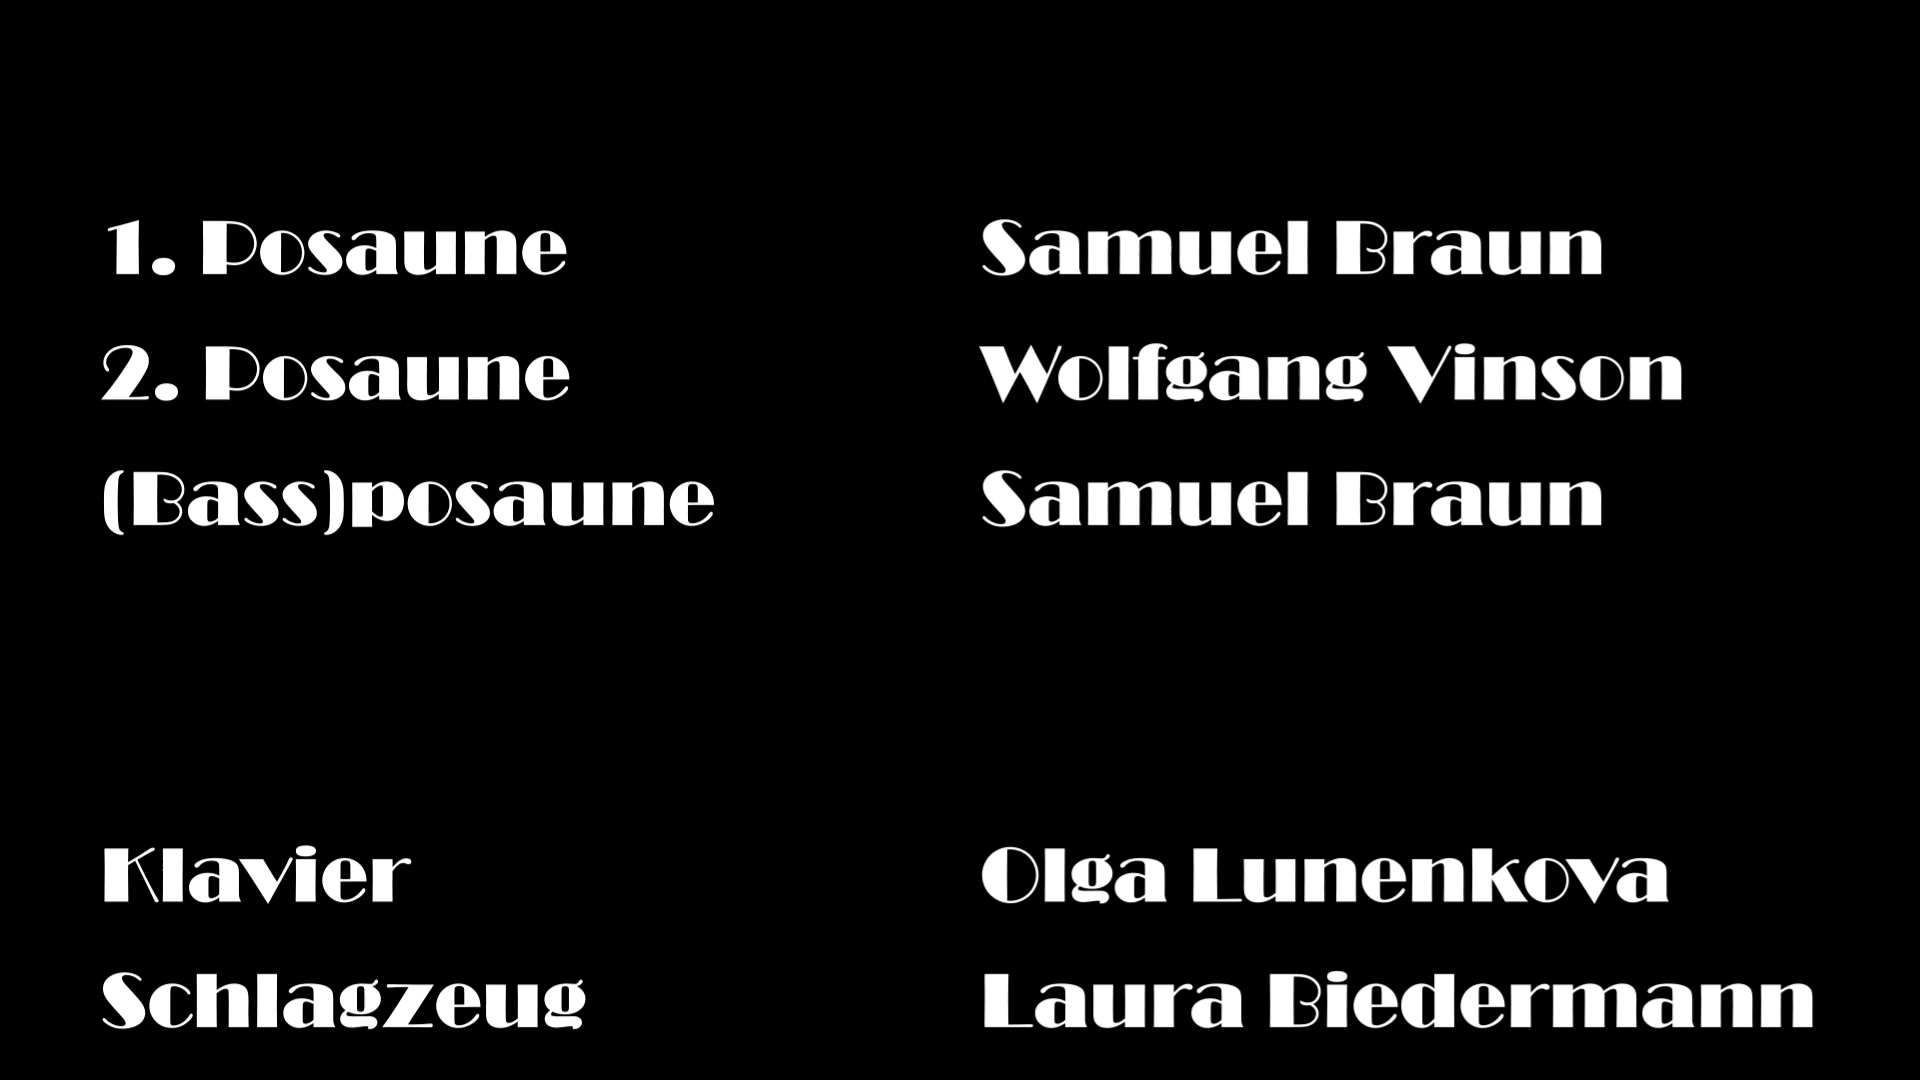 1. Posaune Samuel Braun
2. Posaune Wolfgang Vinson
(Bass)posaune Samuel Braun
Klavier Olga Lunenkova
Schlagzeug Laura Biedermann